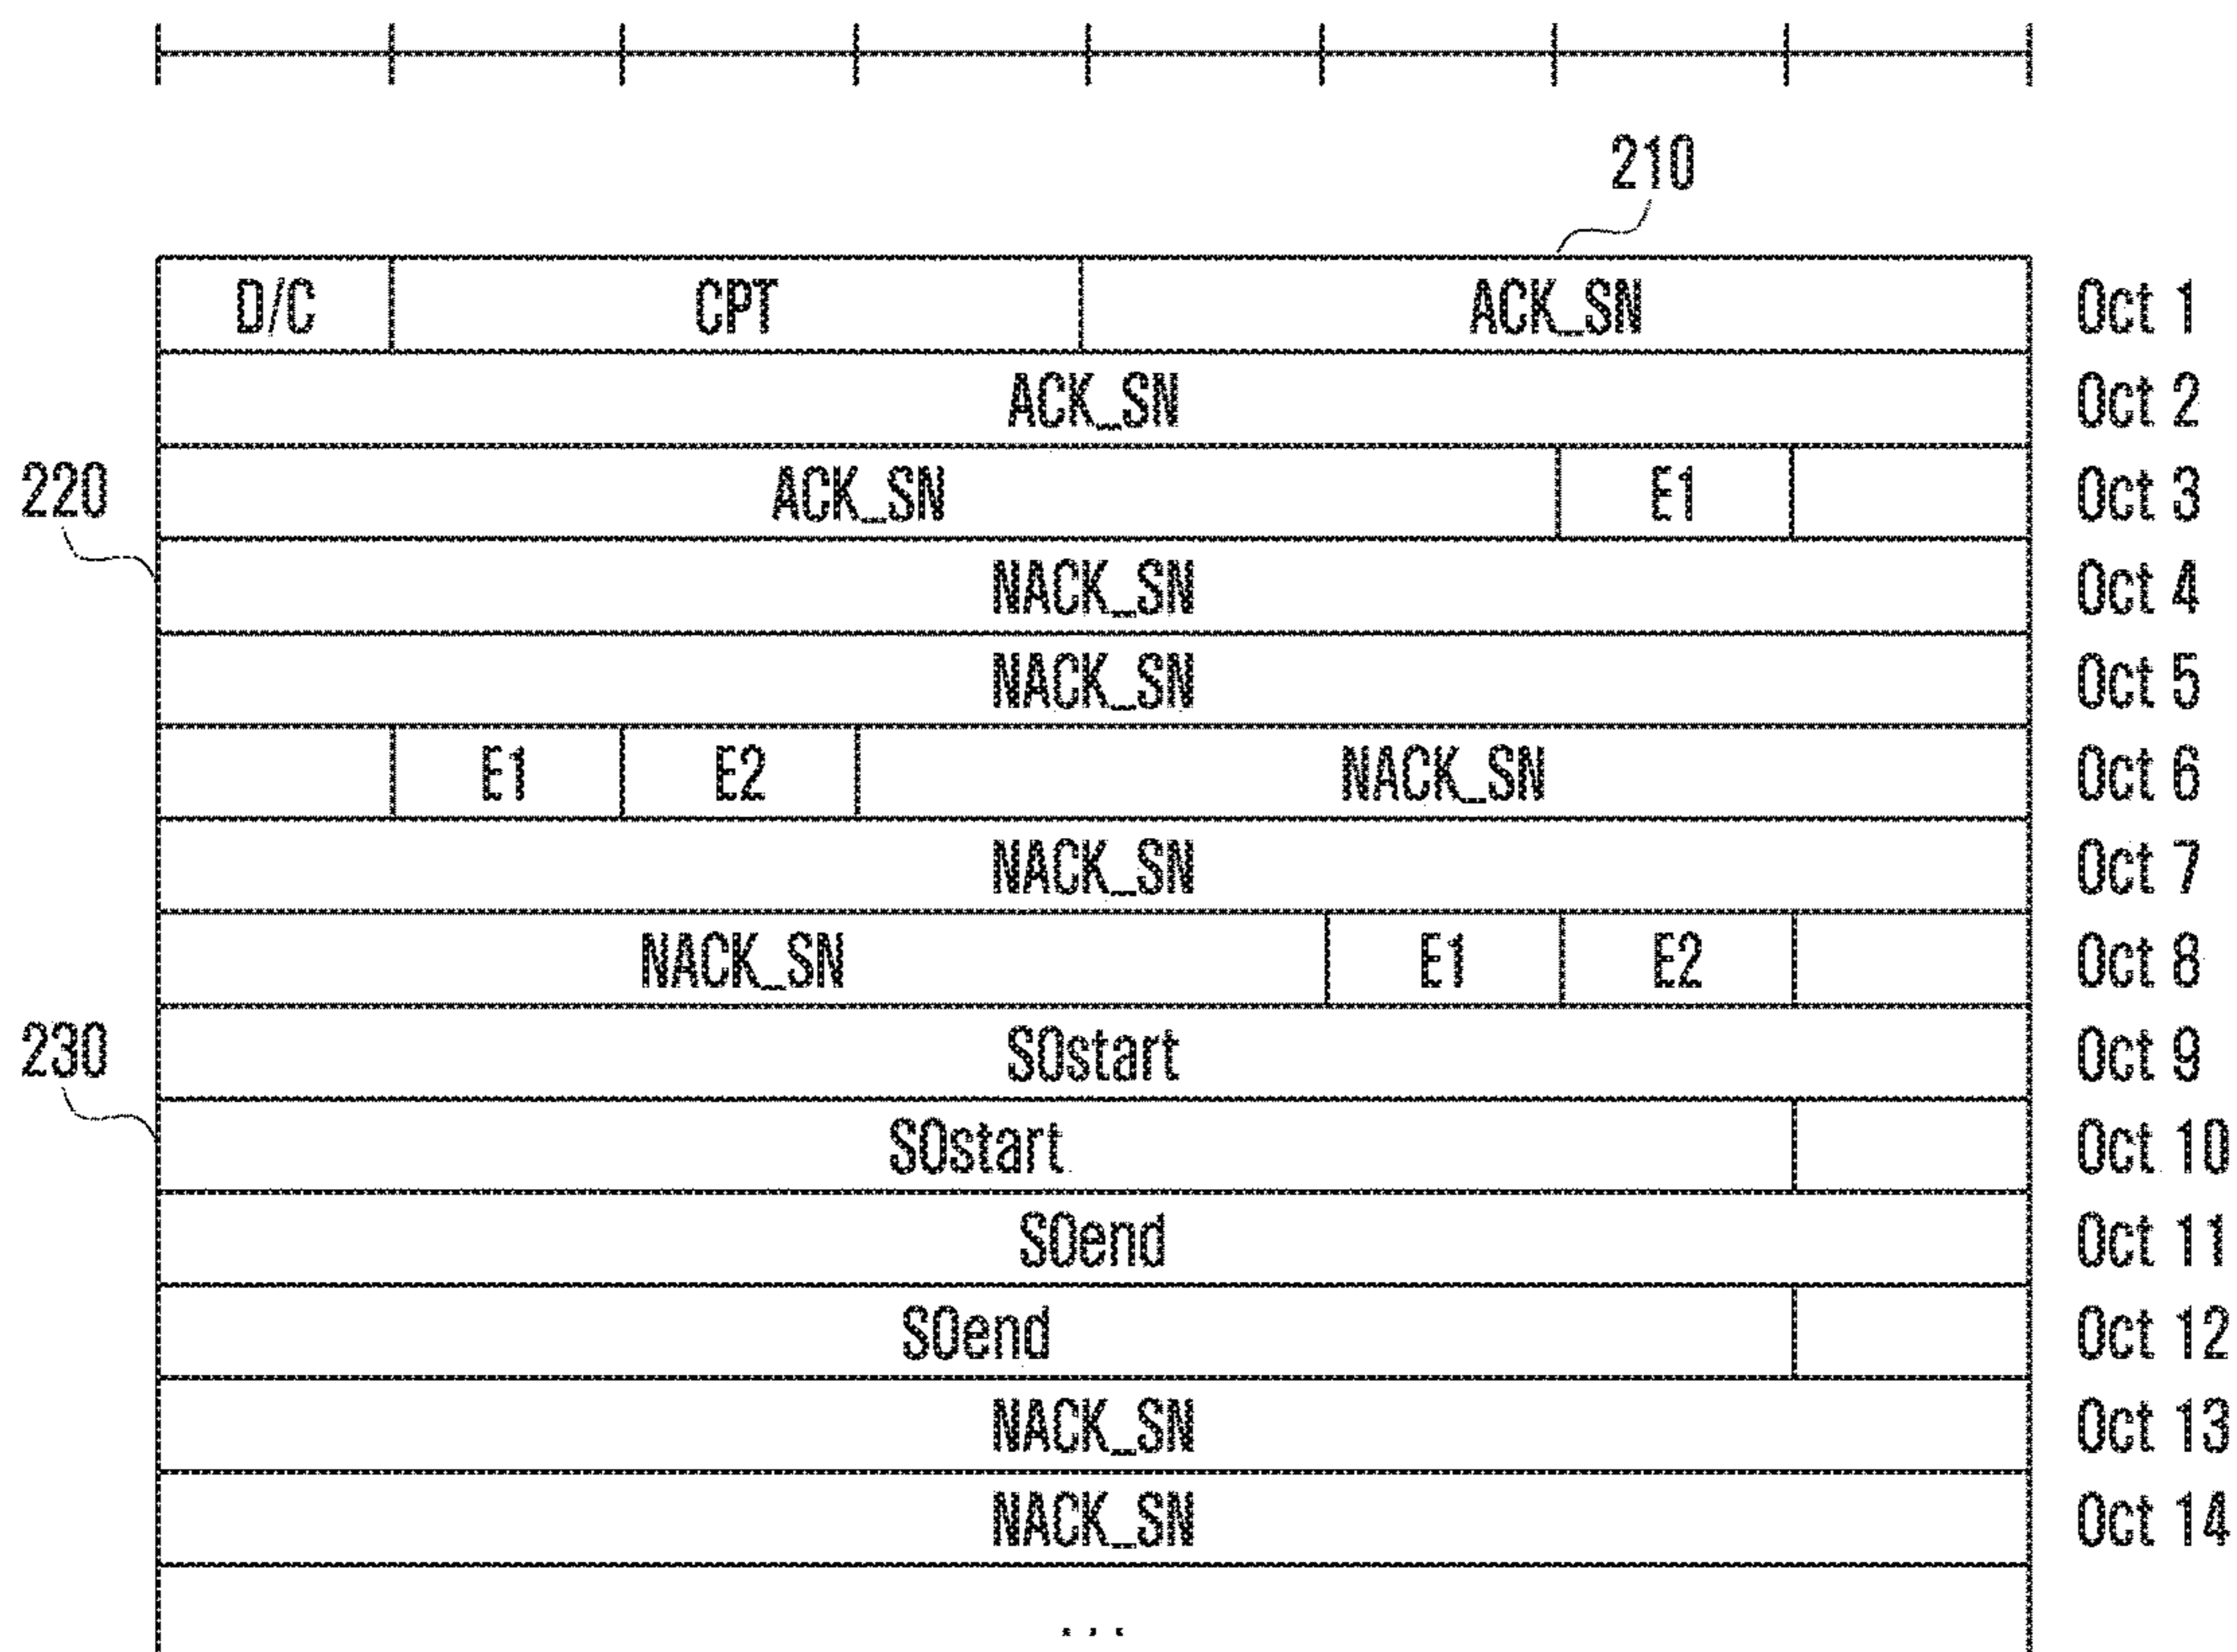 210
D/C CPT ACK_SN Oct 1
ACK_SN Oct 2
220 ACK_SN E1 Oct 3
NACK_SN Oct 4
NACK_SN Oct 5
E1 E2 NACK_SN Oct 6
NACK_SN Oct 7
NACK_SN E1 E2 Oct 8
230 SOstart Oct 9
SOstart Oct 10
SOend Oct 11
SOend Oct 12
NACK_SN Oct 13
NACK_SN Oct 14
...